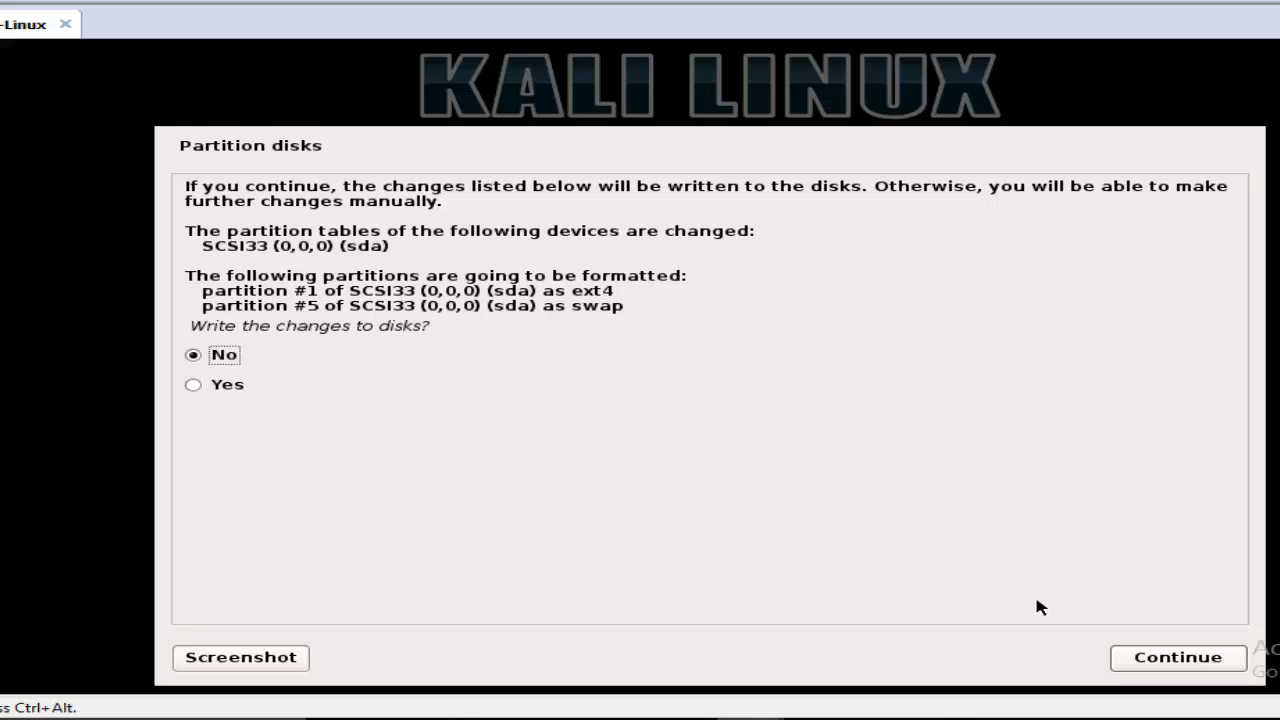 -Linux
KALI LINUX
Partition disks
If you continue, the changes listed below will be written to the disks. Otherwise, you will be able to make
further changes manually.
The partition tables of the following devices are changed:
SCSI33 (0,0,0) (sda)
The following partitions are going to be formatted:
partition #1 of SCSI33 (0,0,0) (sda) as ext4
partition #5 of SCSI33 (0,0,0) (sda) as swap
Write the changes to disks?
No
Yes
Screenshot
Continue
Ac
Go
ss Ctrl+Alt.